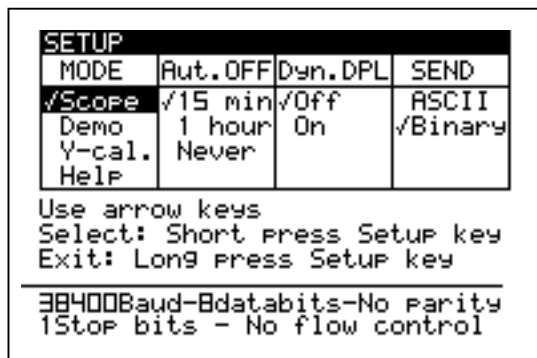 SETUP
MODE Aut.OFF Dyn.DPL SEND
√Scope √15 min √Off ASCII
Demo 1 hour On √Binary
Y-cal. Never
Help
Use arrow keys
Select: Short press Setup key
Exit: Long press Setup key
38400Baud-8databits-No parity
1Stop bits - No flow control